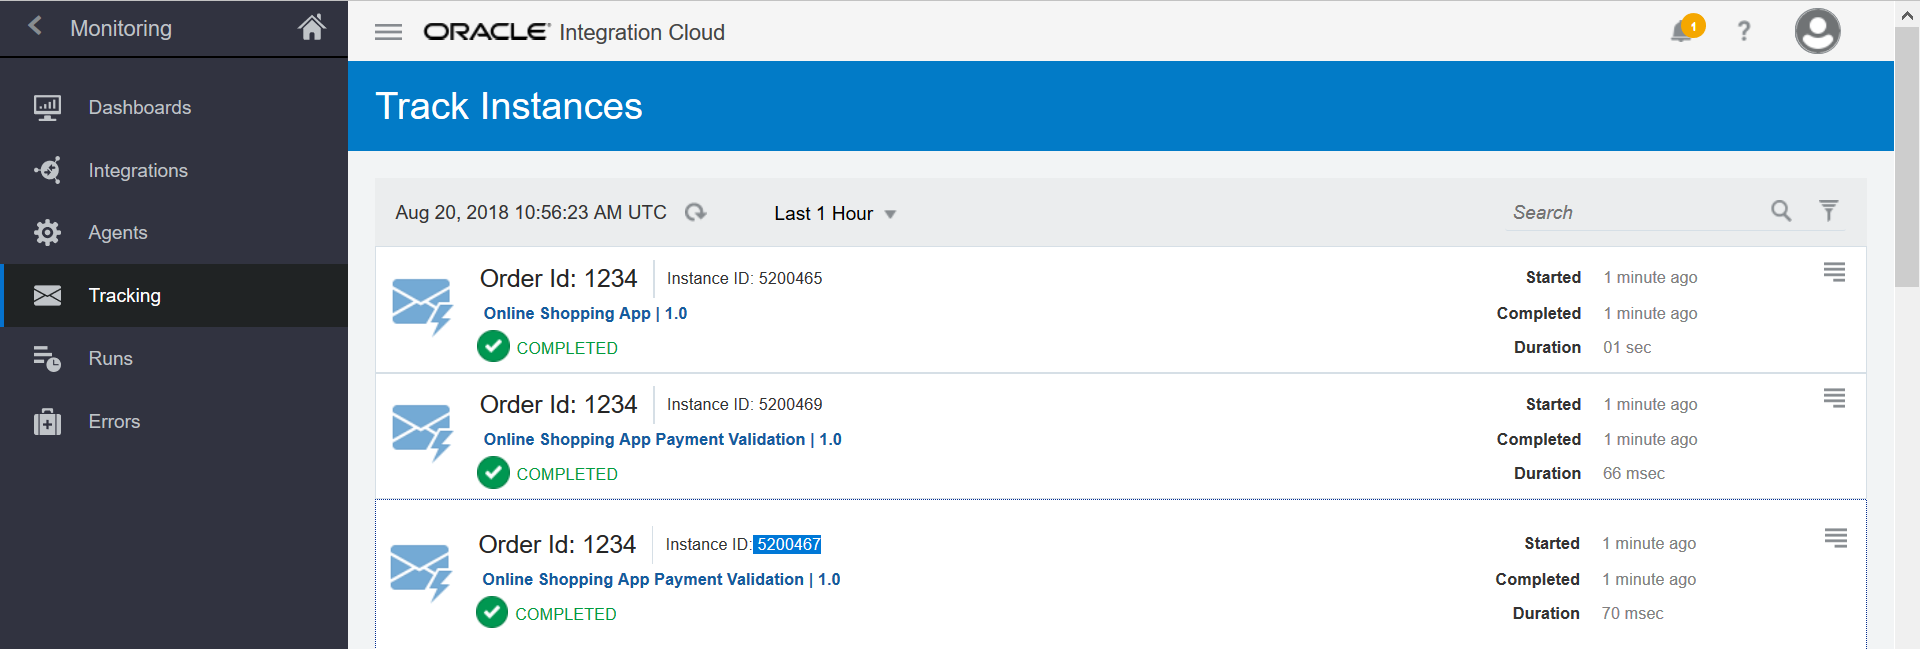 Monitoring
Dashboards
Integrations
Agents
Tracking
Runs
Errors
ORACLE® Integration Cloud
1
?
Track Instances
Aug 20, 2018 10:56:23 AM UTC
Last 1 Hour
Search
Order Id: 1234
Instance ID: 5200465
Online Shopping App | 1.0
COMPLETED
Started 1 minute ago
Completed 1 minute ago
Duration 01 sec
Order Id: 1234
Instance ID: 5200469
Online Shopping App Payment Validation | 1.0
COMPLETED
Started 1 minute ago
Completed 1 minute ago
Duration 66 msec
Order Id: 1234
Instance ID: 5200467
Online Shopping App Payment Validation | 1.0
COMPLETED
Started 1 minute ago
Completed 1 minute ago
Duration 70 msec